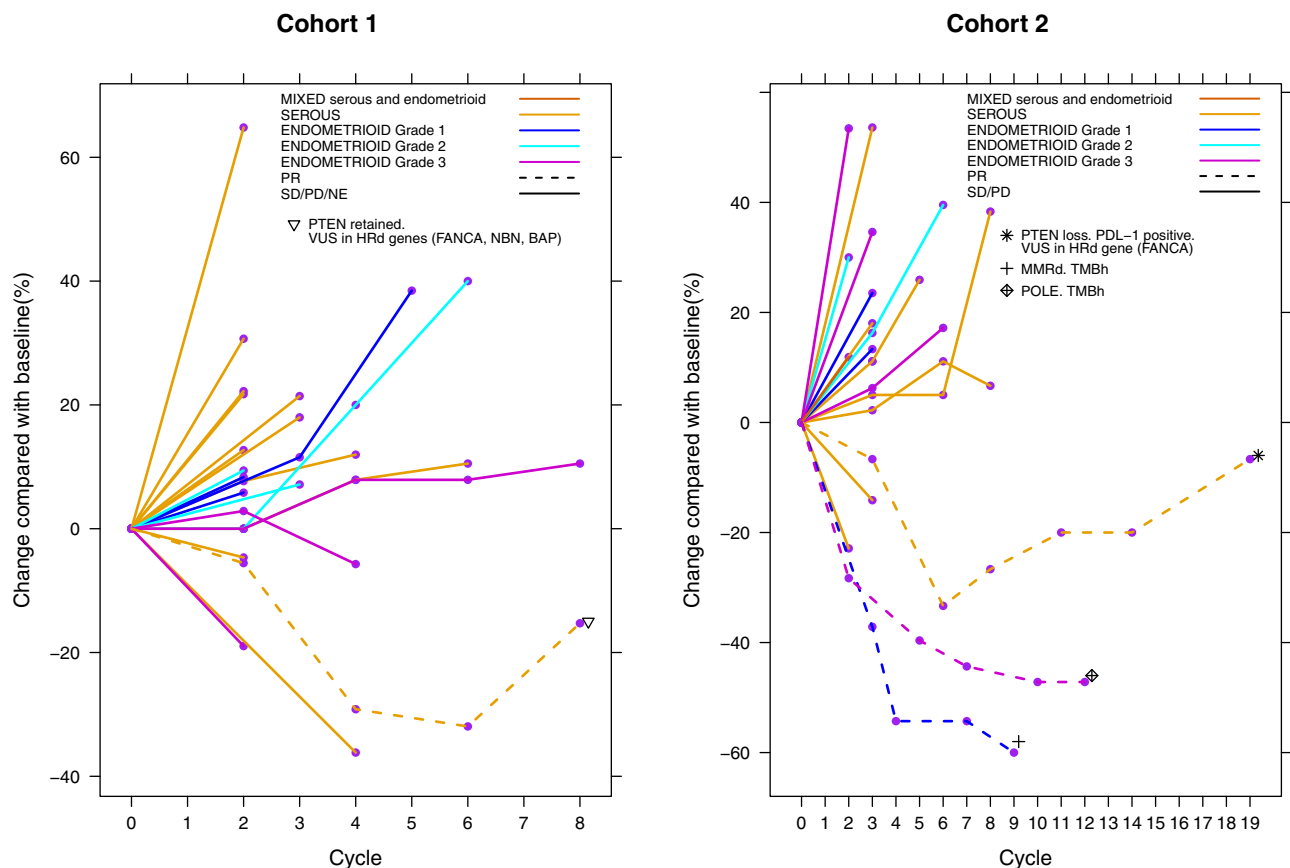 Cohort 1
MIXED serous and endometrioid
SEROUS
ENDOMETRIOID Grade 1
ENDOMETRIOID Grade 2
ENDOMETRIOID Grade 3
PR
SD/PD/NE
PTEN retained.
VUS in HRd genes (FANCA, NBN, BAP)
Change compared with baseline(%)
60
40
20
0
−20
−40
0 1 2 3 4 5 6 7 8
Cycle
Cohort 2
MIXED serous and endometrioid
SEROUS
ENDOMETRIOID Grade 1
ENDOMETRIOID Grade 2
ENDOMETRIOID Grade 3
PR
SD/PD
PTEN loss. PDL−1 positive.
VUS in HRd gene (FANCA)
MMRd. TMBh
POLE. TMBh
Change compared with baseline(%)
40
20
0
−20
−40
−60
0 1 2 3 4 5 6 7 8 9 10 11 12 13 14 15 16 17 18 19
Cycle